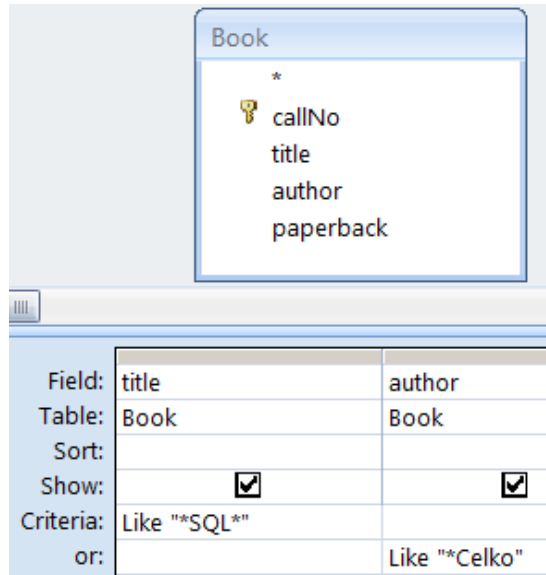 Book
*
callNo
title
author
paperback
Field: title author
Table: Book Book
Sort:
Show:
Criteria: Like "*SQL*"
or: Like "*Celko"